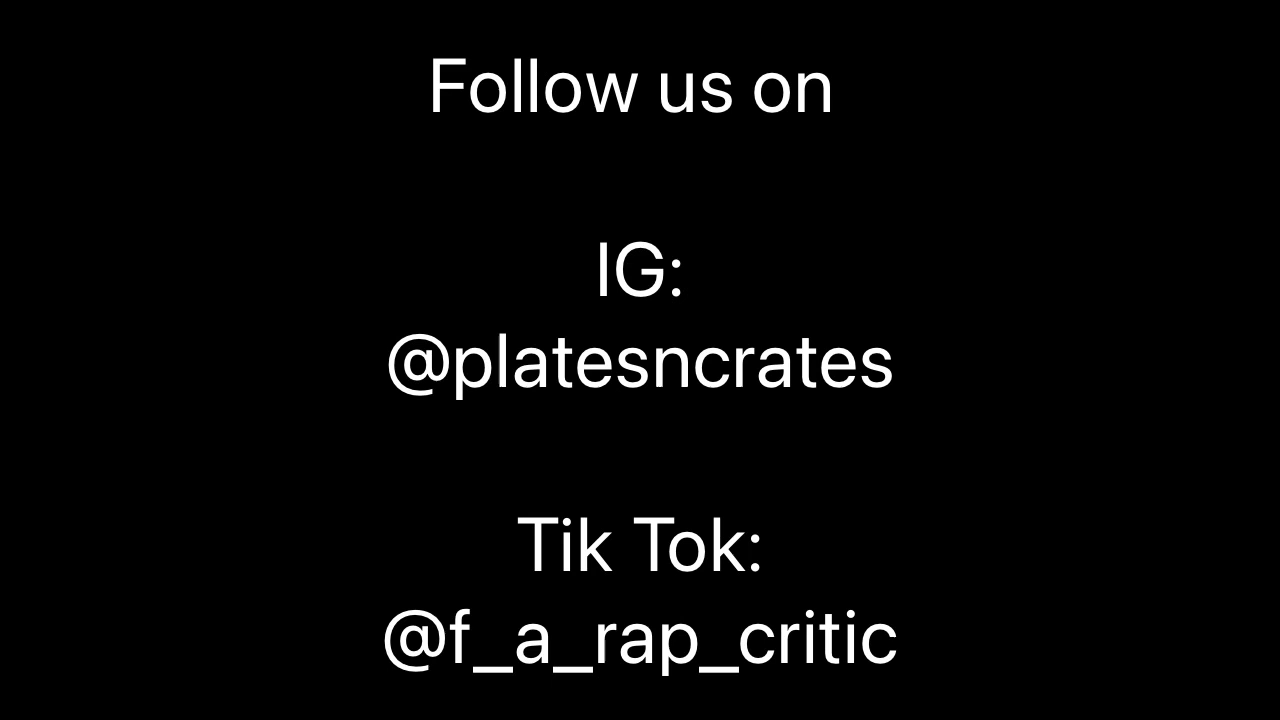 Follow us on
IG:
@platesncrates
Tik Tok:
@f_a_rap_critic